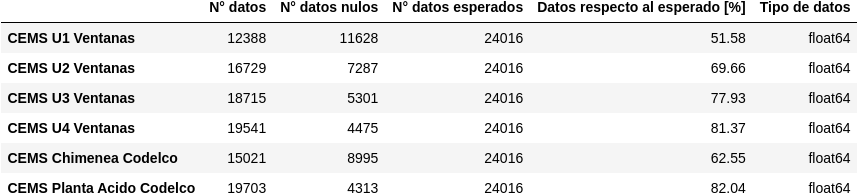 N° datos N° datos nulos N° datos esperados Datos respecto al esperado [%] Tipo de datos
CEMS U1 Ventanas 12388 11628 24016 51.58 float64
CEMS U2 Ventanas 16729 7287 24016 69.66 float64
CEMS U3 Ventanas 18715 5301 24016 77.93 float64
CEMS U4 Ventanas 19541 4475 24016 81.37 float64
CEMS Chimenea Codelco 15021 8995 24016 62.55 float64
CEMS Planta Acido Codelco 19703 4313 24016 82.04 float64